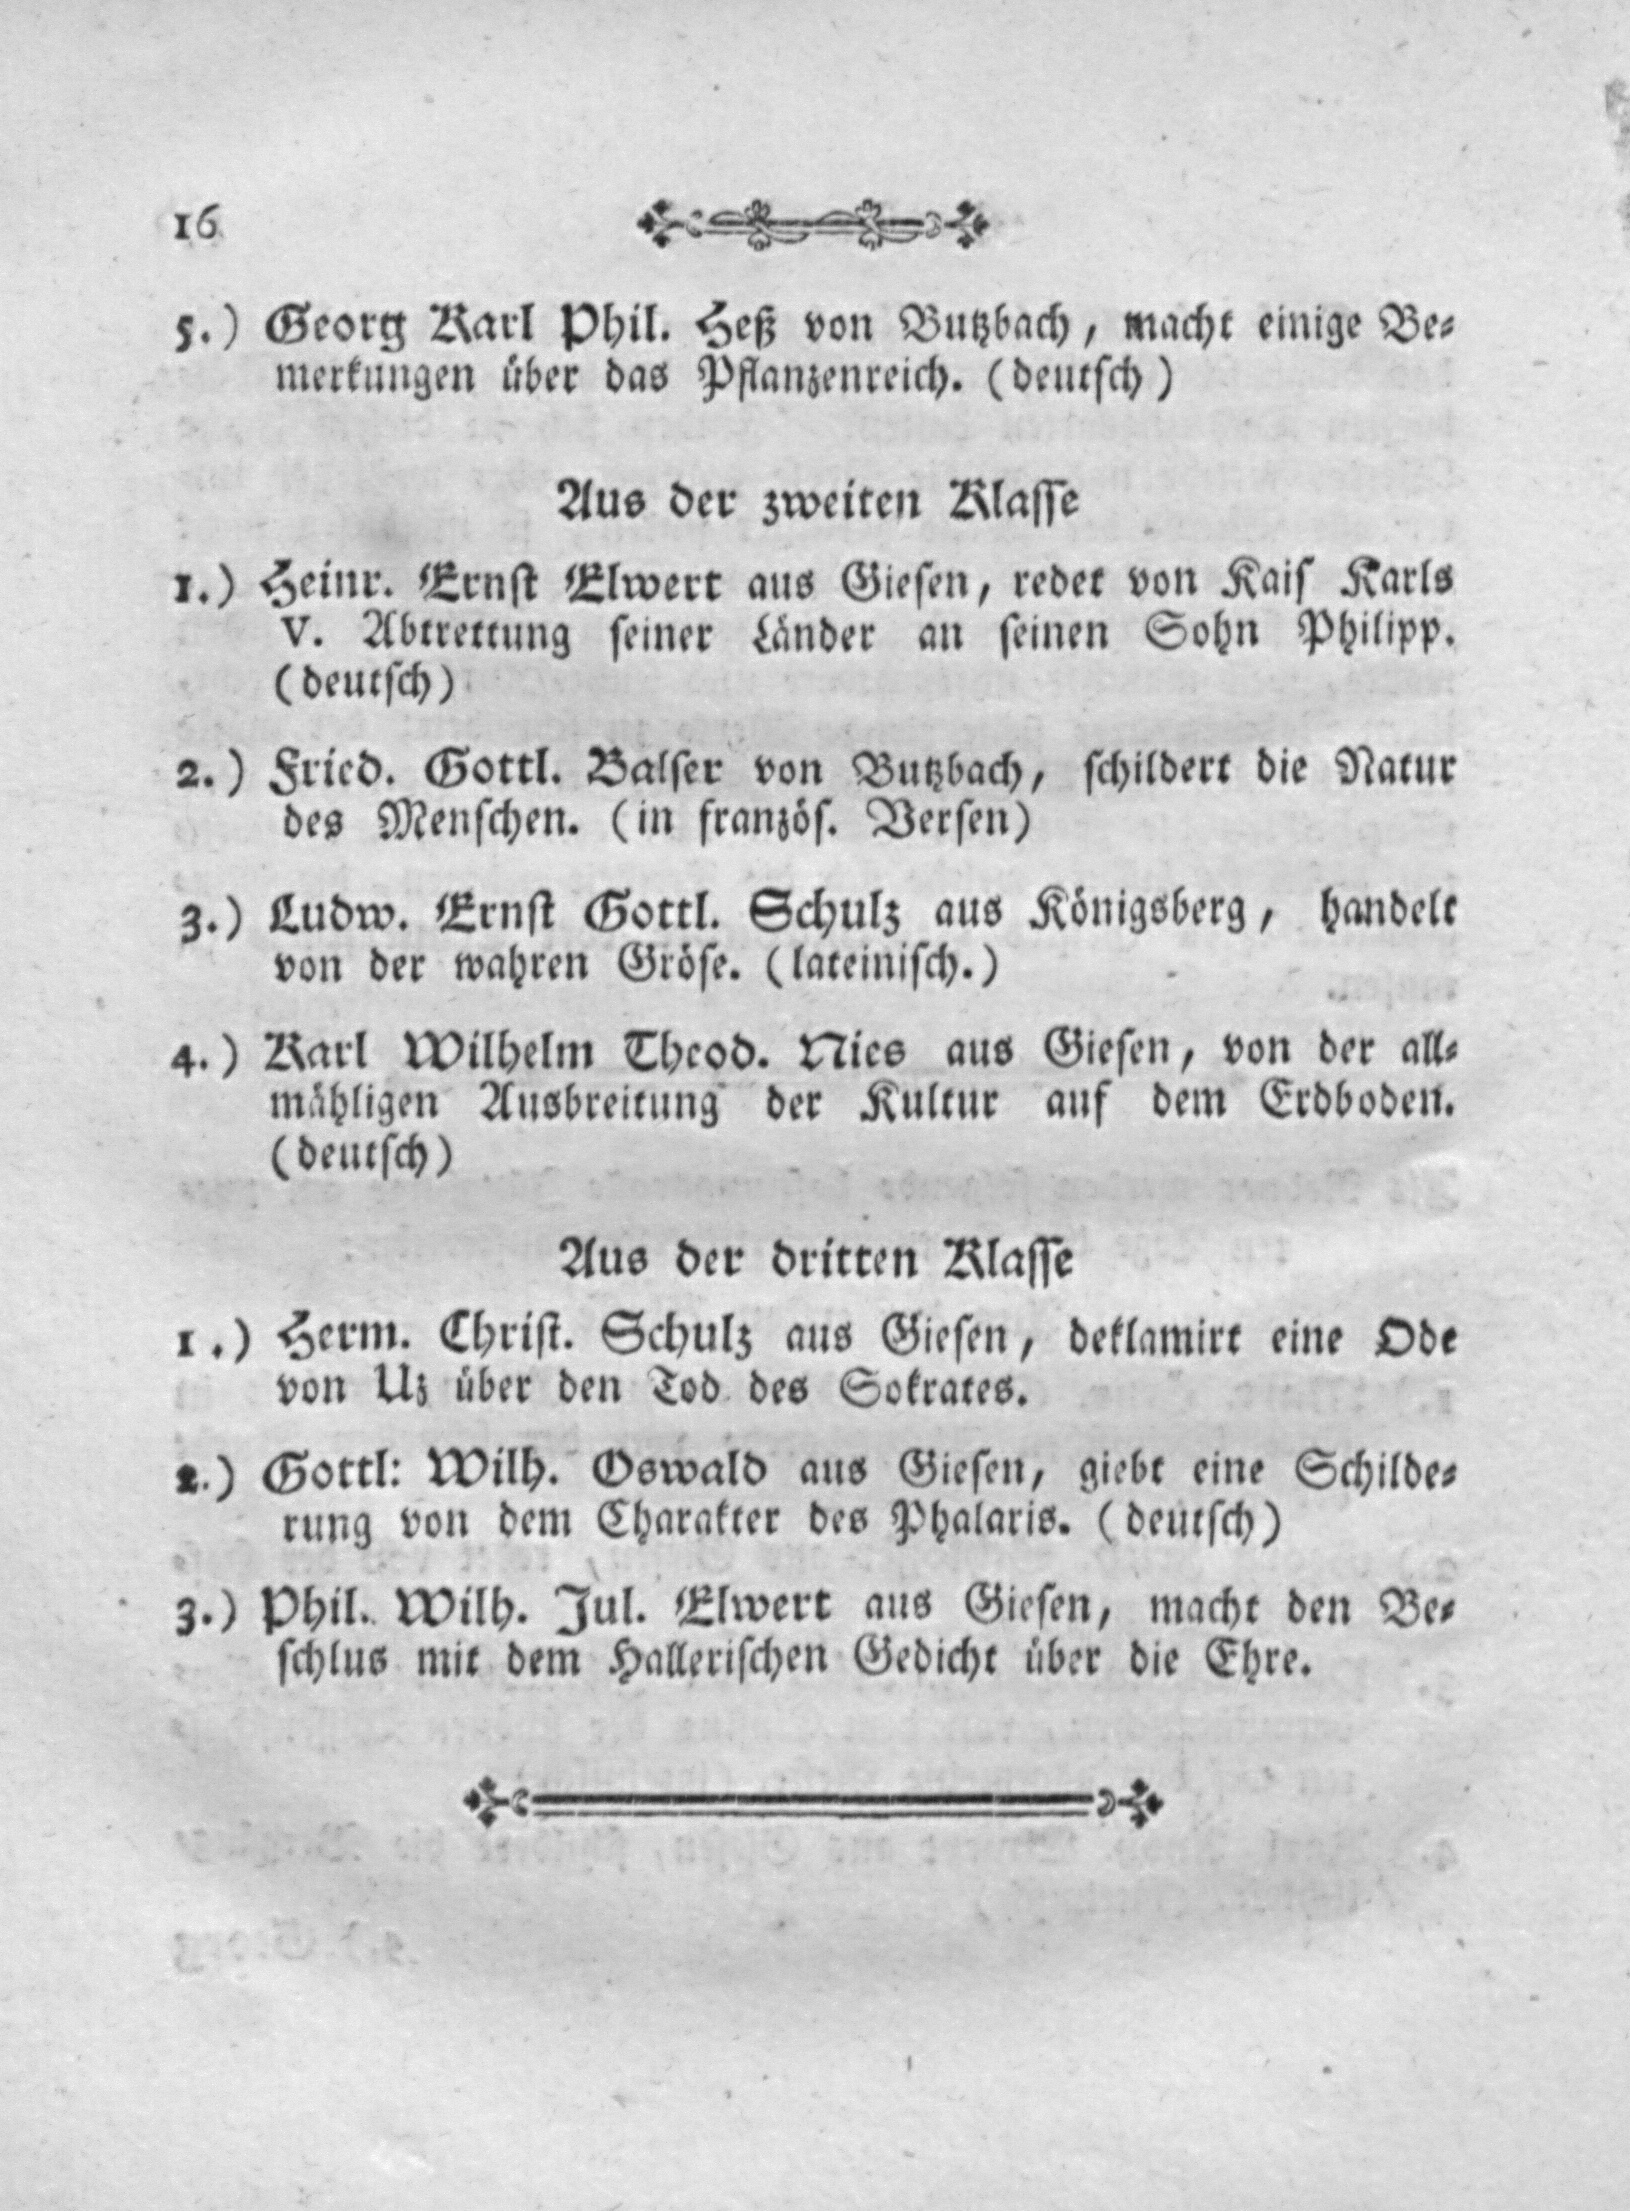 16
5.) Georg Karl Phil. Heß von Butzbach, macht einige Be-
merkungen über das Pflanzenreich. (deutsch)
Aus der zweiten Klasse
1.) Heinr. Ernst Elwert aus Giesen, redet von Kais Karls
V. Abtrettung seiner Länder an seinen Sohn Philipp.
(deutsch)
2.) Fried. Gottl. Balser von Butzbach, schildert die Natur
des Menschen. (in französ. Versen)
3.) Ludw. Ernst Gottl. Schulz aus Königsberg, handelt
von der wahren Gröse. (lateinisch.)
4.) Karl Wilhelm Theod. Nies aus Giesen, von der all-
mähligen Ausbreitung der Kultur auf dem Erdboden.
(deutsch)
Aus der dritten Klasse
1.) Herm. Christ. Schulz aus Giesen, deklamirt eine Ode
von Uz über den Tod des Sokrates.
2.) Gottl: Wilh. Oswald aus Giesen, giebt eine Schilde-
rung von dem Charakter des Phalaris. (deutsch)
3.) Phil. Wilh. Jul. Elwert aus Giesen, macht den Be-
schlus mit dem Hallerischen Gedicht über die Ehre.